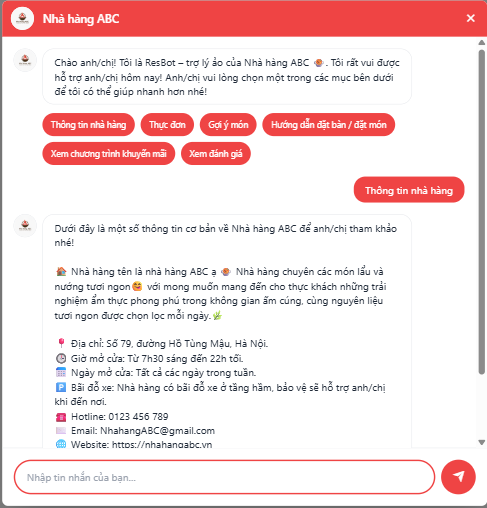 Nhà hàng ABC
×
Chào anh/chị! Tôi là ResBot – trợ lý ảo của Nhà hàng ABC 🍲. Tôi rất vui được
hỗ trợ anh/chị hôm nay! Anh/chị vui lòng chọn một trong các mục bên dưới
để tôi có thể giúp nhanh hơn nhé!
Thông tin nhà hàng Thực đơn Gợi ý món Hướng dẫn đặt bàn / đặt món
Xem chương trình khuyến mãi Xem đánh giá
Thông tin nhà hàng
Dưới đây là một số thông tin cơ bản về Nhà hàng ABC để anh/chị tham khảo
nhé!
🏠 Nhà hàng tên là nhà hàng ABC ạ 🍲 Nhà hàng chuyên các món lẩu và
nướng tươi ngon🥰 với mong muốn mang đến cho thực khách những trải
nghiệm ẩm thực phong phú trong không gian ấm cúng, cùng nguyên liệu
tươi ngon được chọn lọc mỗi ngày.🌿
📍 Địa chỉ: Số 79, đường Hồ Tùng Mậu, Hà Nội.
🕒 Giờ mở cửa: Từ 7h30 sáng đến 22h tối.
📅 Ngày mở cửa: Tất cả các ngày trong tuần.
🅿️ Bãi đỗ xe: Nhà hàng có bãi đỗ xe ở tầng hầm, bảo vệ sẽ hỗ trợ anh/chị
khi đến nơi.
☎️ Hotline: 0123 456 789
📧 Email: NhahangABC@gmail.com
🌐 Website: https://nhahangabc.vn
Nhập tin nhắn của bạn...